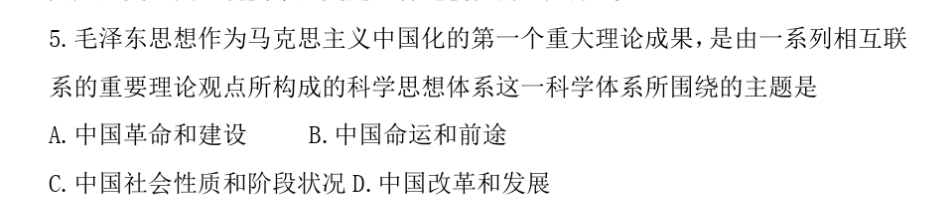 5.毛泽东思想作为马克思主义中国化的第一个重大理论成果,是由一系列相互联
系的重要理论观点所构成的科学思想体系这一科学体系所围绕的主题是
A.中国革命和建设 B.中国命运和前途
C.中国社会性质和阶段状况 D.中国改革和发展